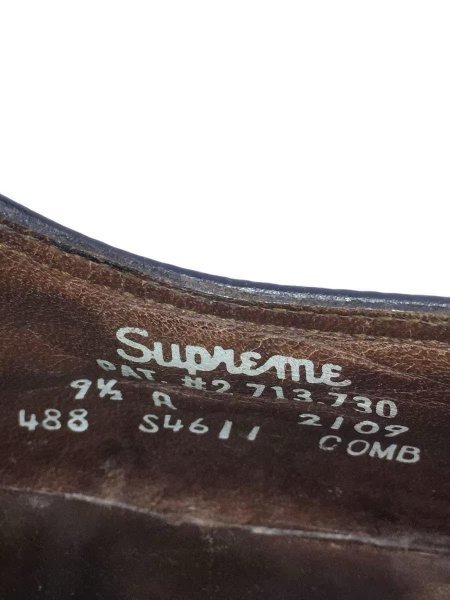 Supreme
PAT. #2 713 730
9½ A 2109
488 S4611 COMB